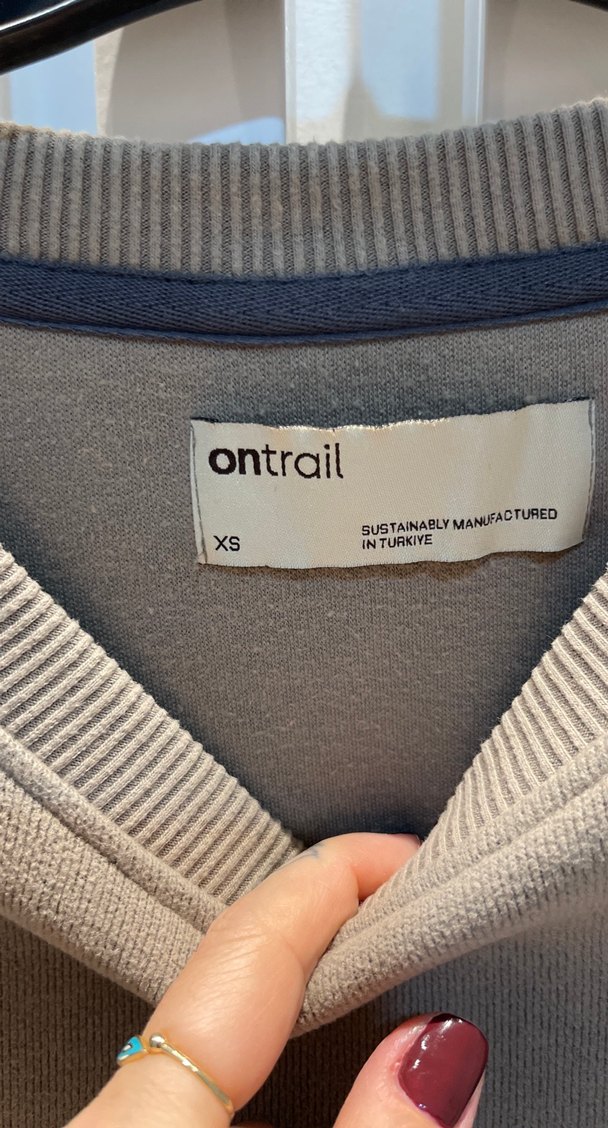 ontrail
XS
SUSTAINABLY MANUFACTURED
IN TURKIYE